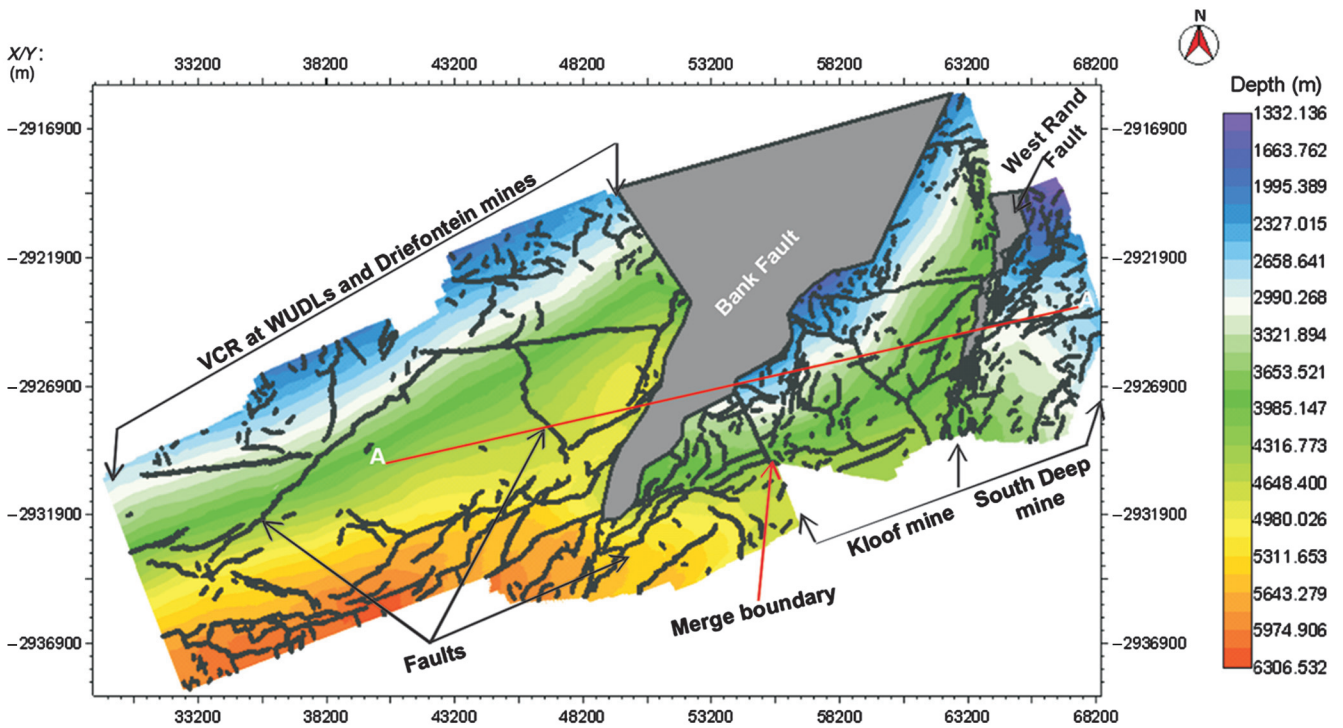 N
X/Y:
(m)
33200 38200 43200 48200 53200 58200 63200 68200
Depth (m)
1332.136
1663.762
1995.389
2327.015
2658.641
2990.268
3321.894
3653.521
3985.147
4316.773
4648.400
4980.026
5311.653
5643.279
5974.906
6306.532
−2916900
−2921900
−2926900
−2931900
−2936900
−2916900
−2921900
−2926900
−2931900
−2936900
West Rand
Fault
VCR at WUDLs and Driefontein mines
Bank Fault
A
A
Kloof mine
South Deep
mine
Merge boundary
Faults
33200 38200 43200 48200 53200 58200 63200 68200